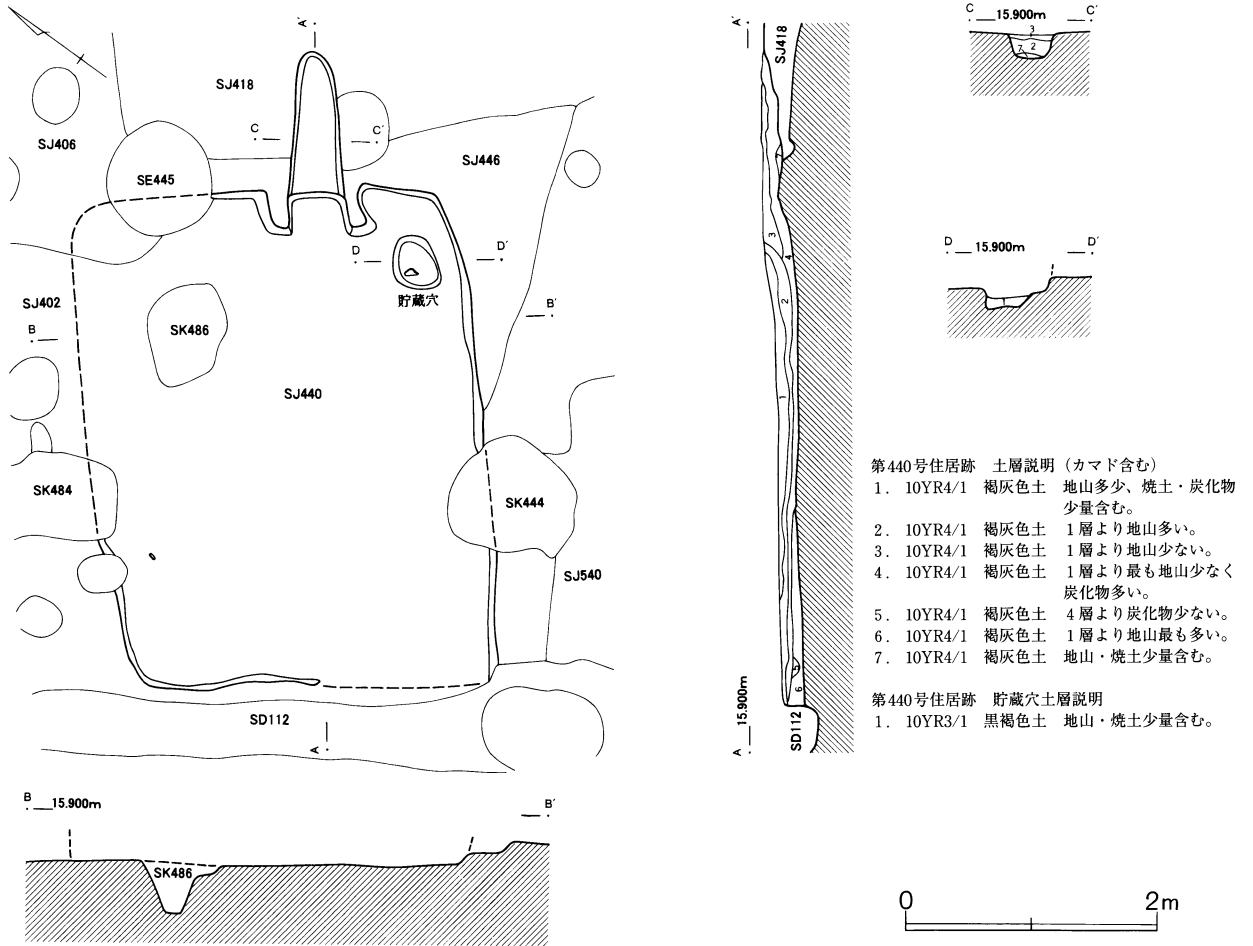 A′
SJ418
SJ406
C
C′
SJ446
SE445
D
D′
貯蔵穴
SJ402
B
B′
SK486
SJ440
SK484
SK444
SJ540
SD112
A
B
15.900m
B′
SK486
A′
SJ418
3
4
2
1
5
6
15.900m
A
SD112
C
15.900m
C′
3
7
2
D
15.900m
D′
1
第440号住居跡 土層説明(カマド含む)
1. 10YR4/1 褐灰色土 地山多少、焼土・炭化物
少量含む。
2. 10YR4/1 褐灰色土 1層より地山多い。
3. 10YR4/1 褐灰色土 1層より地山少ない。
4. 10YR4/1 褐灰色土 1層より最も地山少なく
炭化物多い。
5. 10YR4/1 褐灰色土 4層より炭化物少ない。
6. 10YR4/1 褐灰色土 1層より地山最も多い。
7. 10YR4/1 褐灰色土 地山・焼土少量含む。
第440号住居跡 貯蔵穴土層説明
1. 10YR3/1 黒褐色土 地山・焼土少量含む。
0 2m